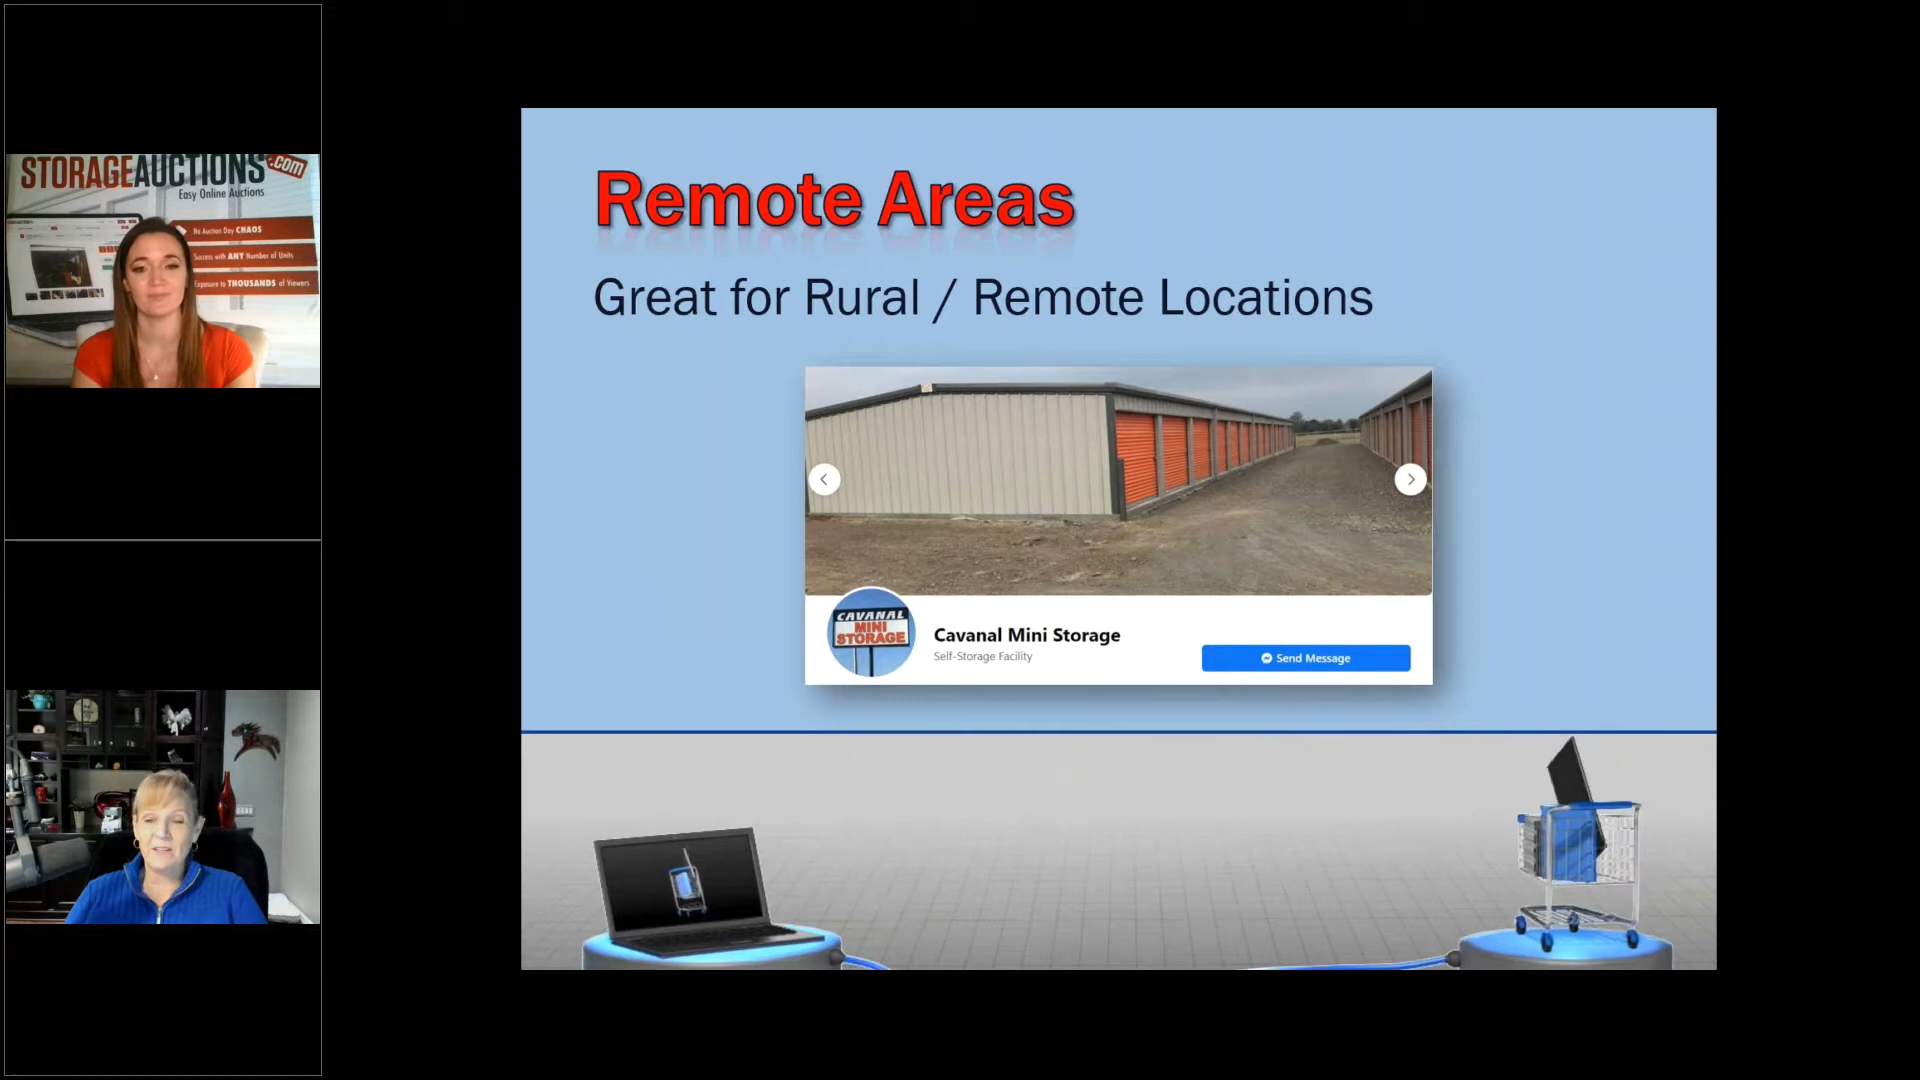 STORAGEAUCTIONS.com
Easy Online Auctions
No Auction Day CHAOS
Success with ANY Number of Units
Exposure to THOUSANDS of Viewers
Remote Areas
Great for Rural / Remote Locations
CAVANAL
MINI
STORAGE
Cavanal Mini Storage
Self-Storage Facility
Send Message